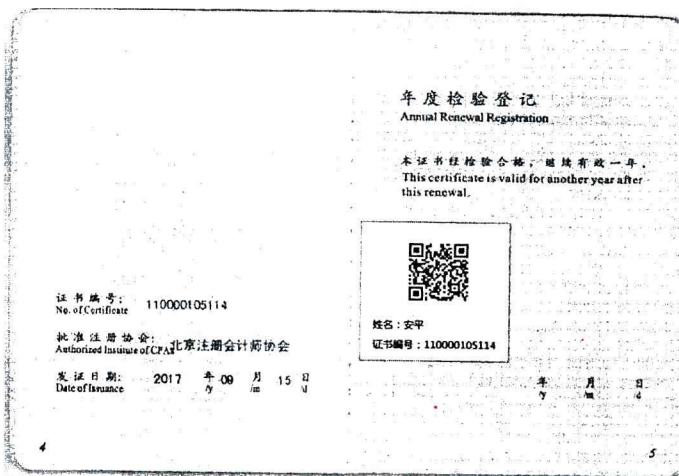 证书编号: 110000105114
No. of Certificate
批准注册协会: 北京注册会计师协会
Authorized Institute of CPAs
发证日期: 2017 年 09 月 15 日
Date of Issuance /y /m /d
4
年度检验登记
Annual Renewal Registration
本证书经检验合格，继续有效一年。
This certificate is valid for another year after
this renewal.
姓名：安平
证书编号：110000105114
年 月 日
/y /m /d
5